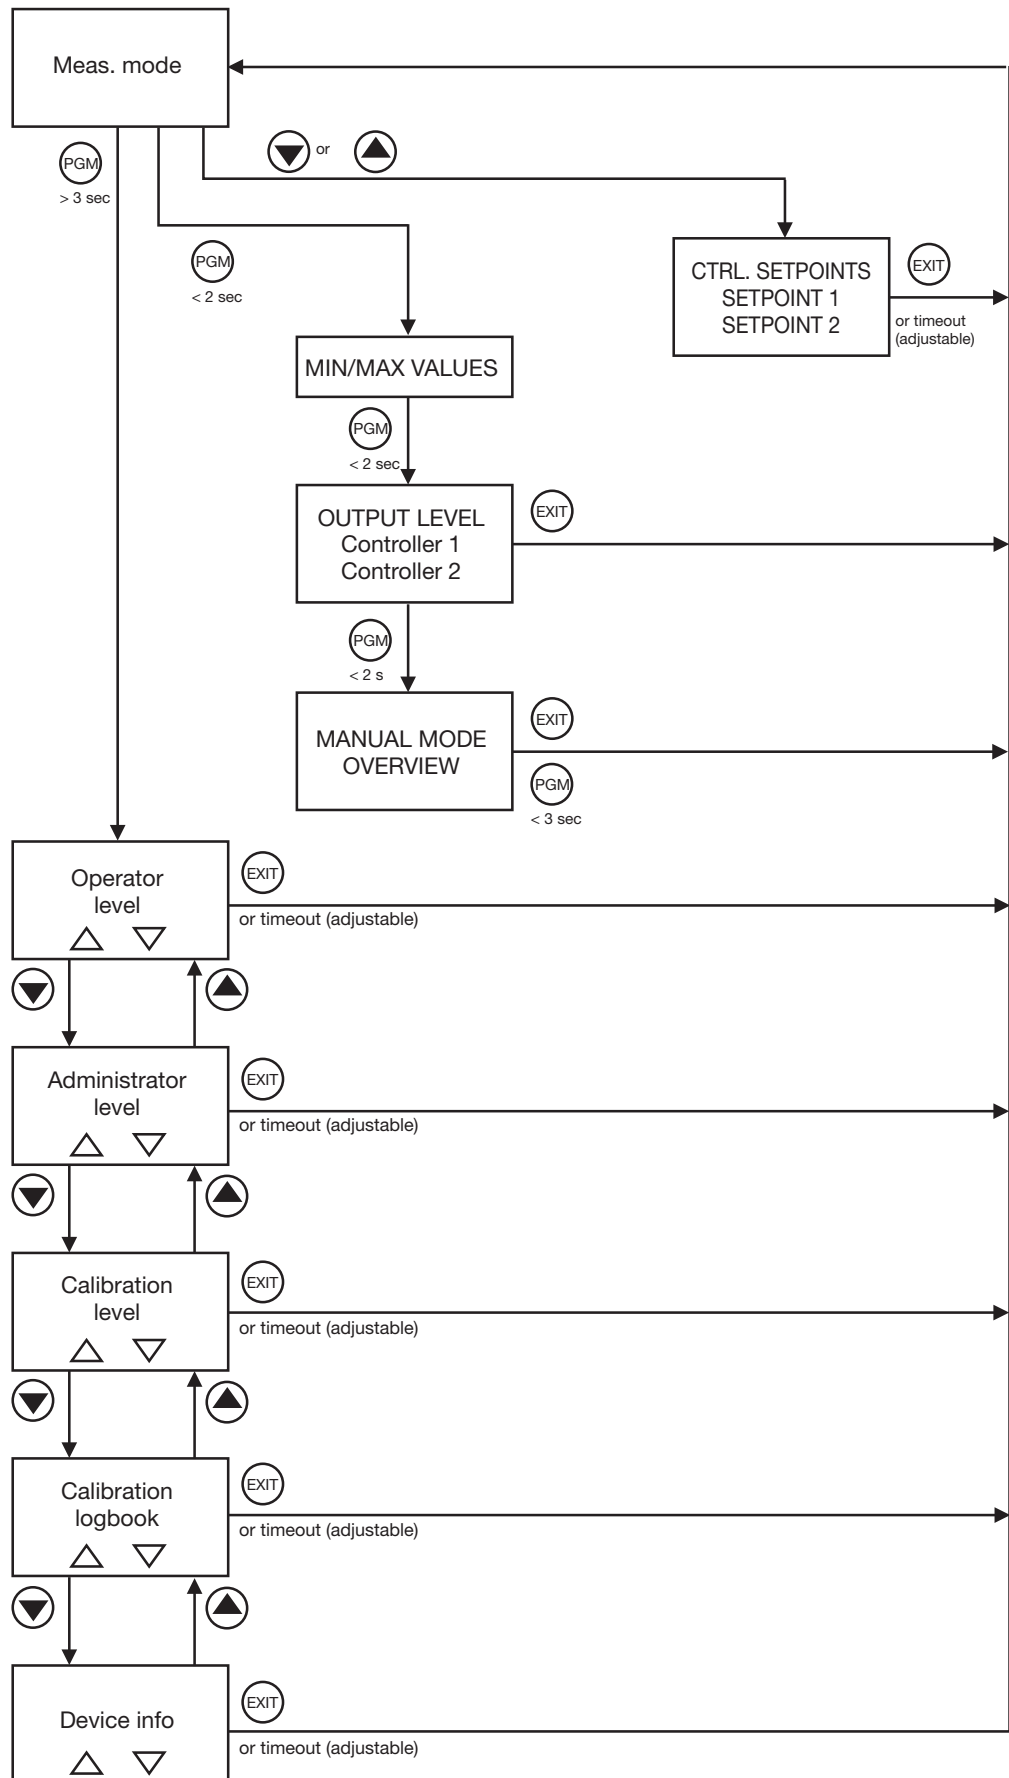 Meas. mode
PGM
> 3 sec
or
PGM
< 2 sec
CTRL. SETPOINTS
SETPOINT 1
SETPOINT 2
EXIT
or timeout
(adjustable)
MIN/MAX VALUES
PGM
< 2 sec
OUTPUT LEVEL
Controller 1
Controller 2
EXIT
PGM
< 2 s
MANUAL MODE
OVERVIEW
EXIT
PGM
< 3 sec
Operator
level
EXIT
or timeout (adjustable)
Administrator
level
EXIT
or timeout (adjustable)
Calibration
level
EXIT
or timeout (adjustable)
Calibration
logbook
EXIT
or timeout (adjustable)
Device info
EXIT
or timeout (adjustable)